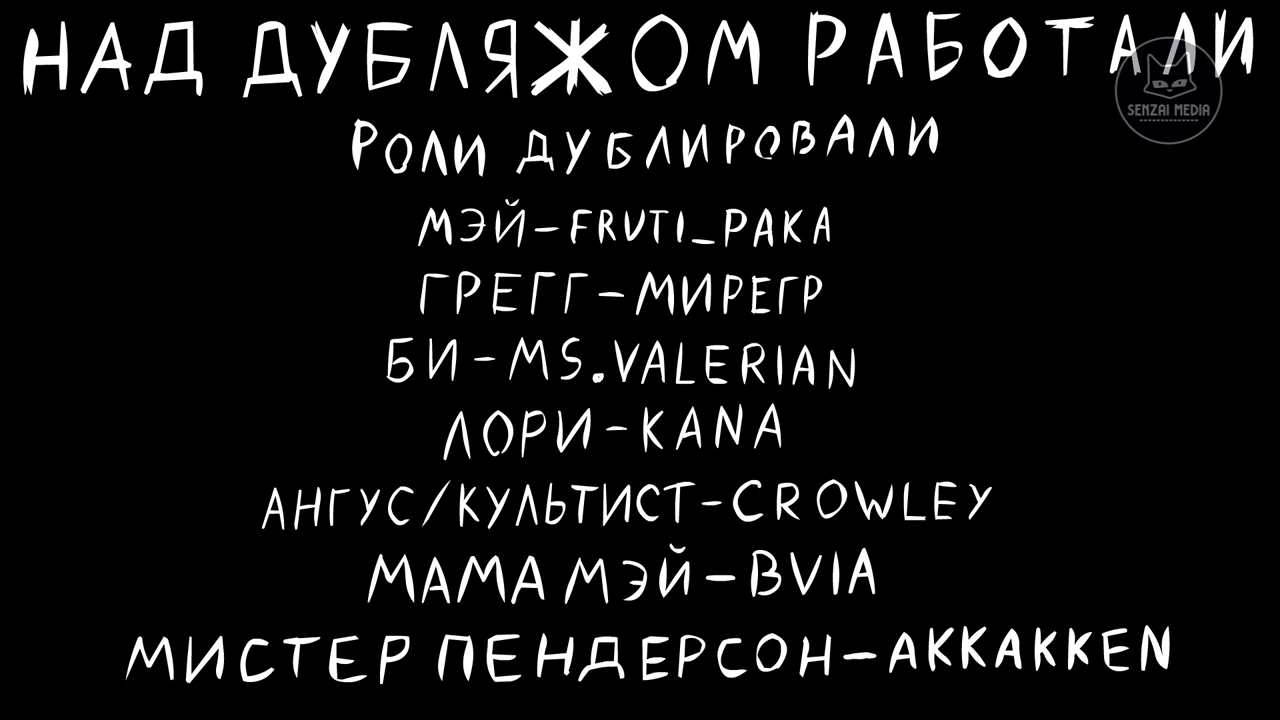 НАД ДУБЛЯЖОМ РАБОТАЛИ
SENZAI MEDIA
РОЛИ ДУБЛИРОВАЛИ
МЭЙ-FRUTI_PAKA
ГРЕГГ-МИРЕГР
БИ-MS.VALERIAN
ЛОРИ-KANA
АНГУС/КУЛЬТИСТ-CROWLEY
МАМА МЭЙ-BVIA
МИСТЕР ПЕНДЕРСОН-AKKAKKEN